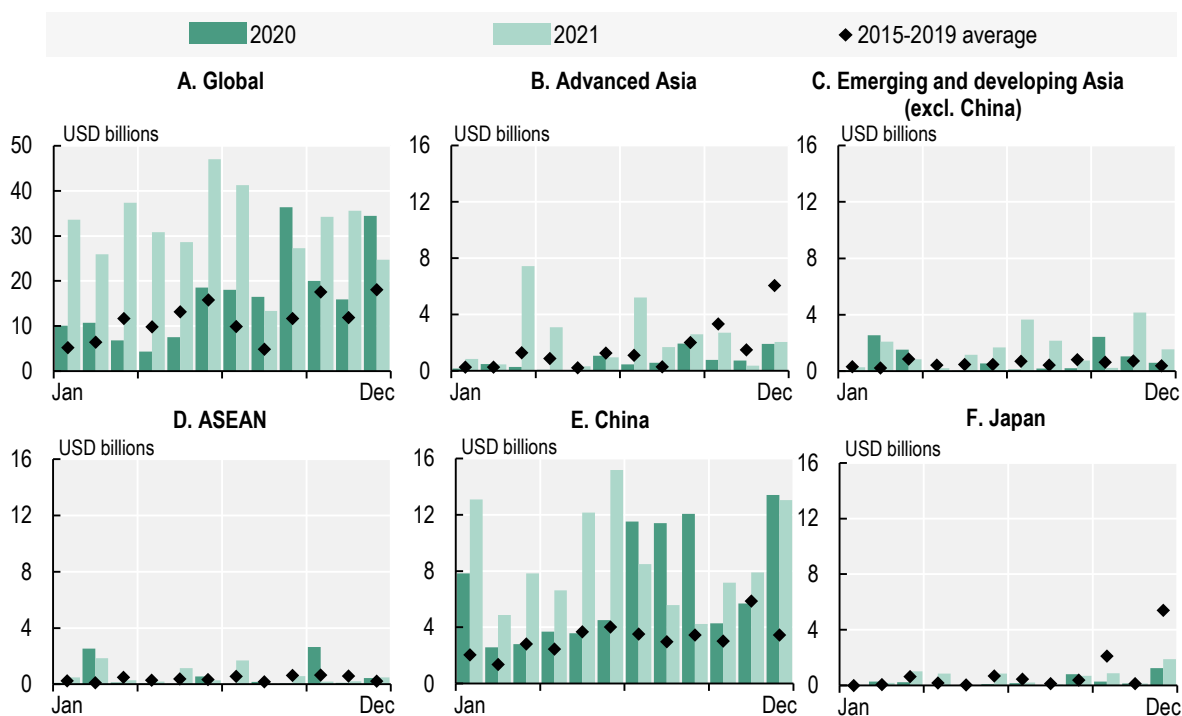 2020 2021 2015-2019 average
A. Global
B. Advanced Asia
C. Emerging and developing Asia
(excl. China)
USD billions
50
40
30
20
10
0
Jan Dec
USD billions
16
12
8
4
0
Jan Dec
USD billions
16
12
8
4
0
Jan Dec
D. ASEAN
E. China
F. Japan
USD billions
16
12
8
4
0
Jan Dec
USD billions
16
12
8
4
0
Jan Dec
USD billions
16
12
8
4
0
Jan Dec